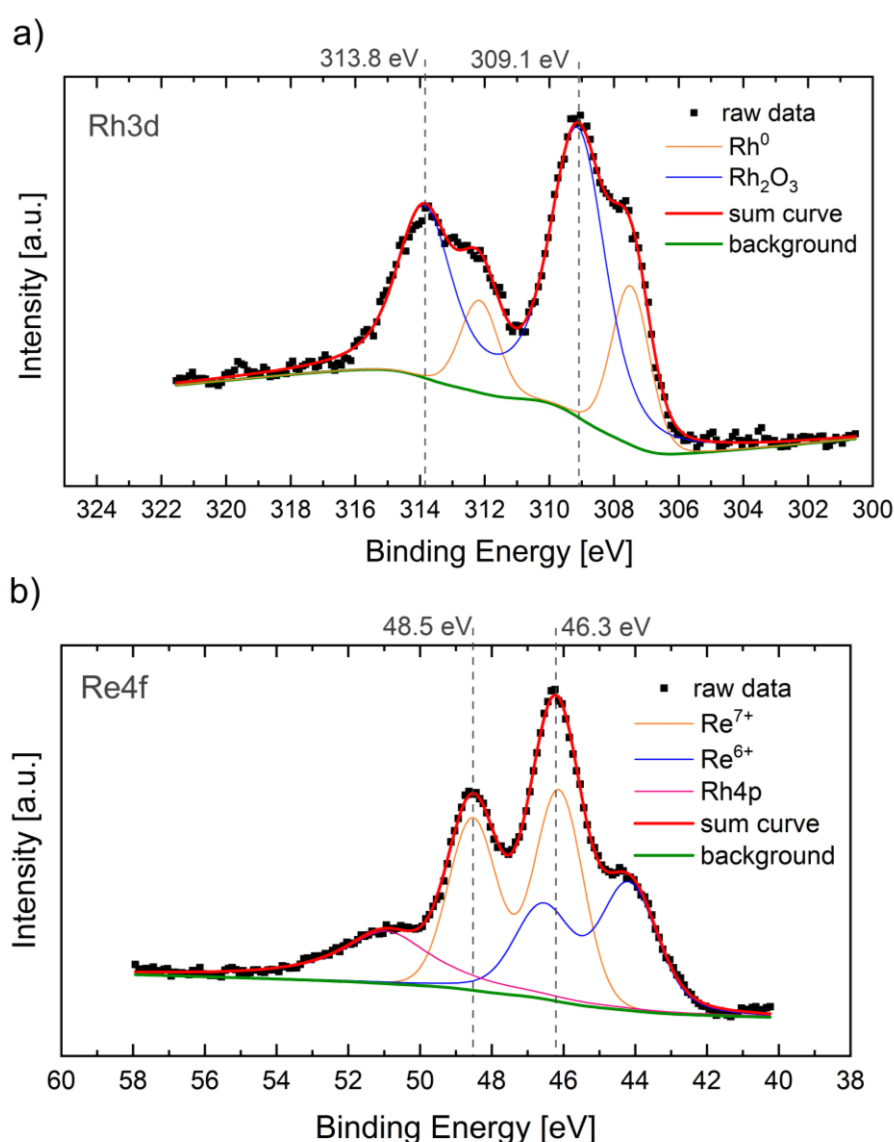 a)
313.8 eV 309.1 eV
Rh3d
raw data
Rh⁰
Rh₂O₃
sum curve
background
Intensity [a.u.]
324 322 320 318 316 314 312 310 309 308 306 304 302 300
Binding Energy [eV]
b)
48.5 eV 46.3 eV
Re4f
raw data
Re⁷⁺
Re⁶⁺
Rh4p
sum curve
background
Intensity [a.u.]
60 58 56 54 52 50 48 46 44 42 40 38
Binding Energy [eV]